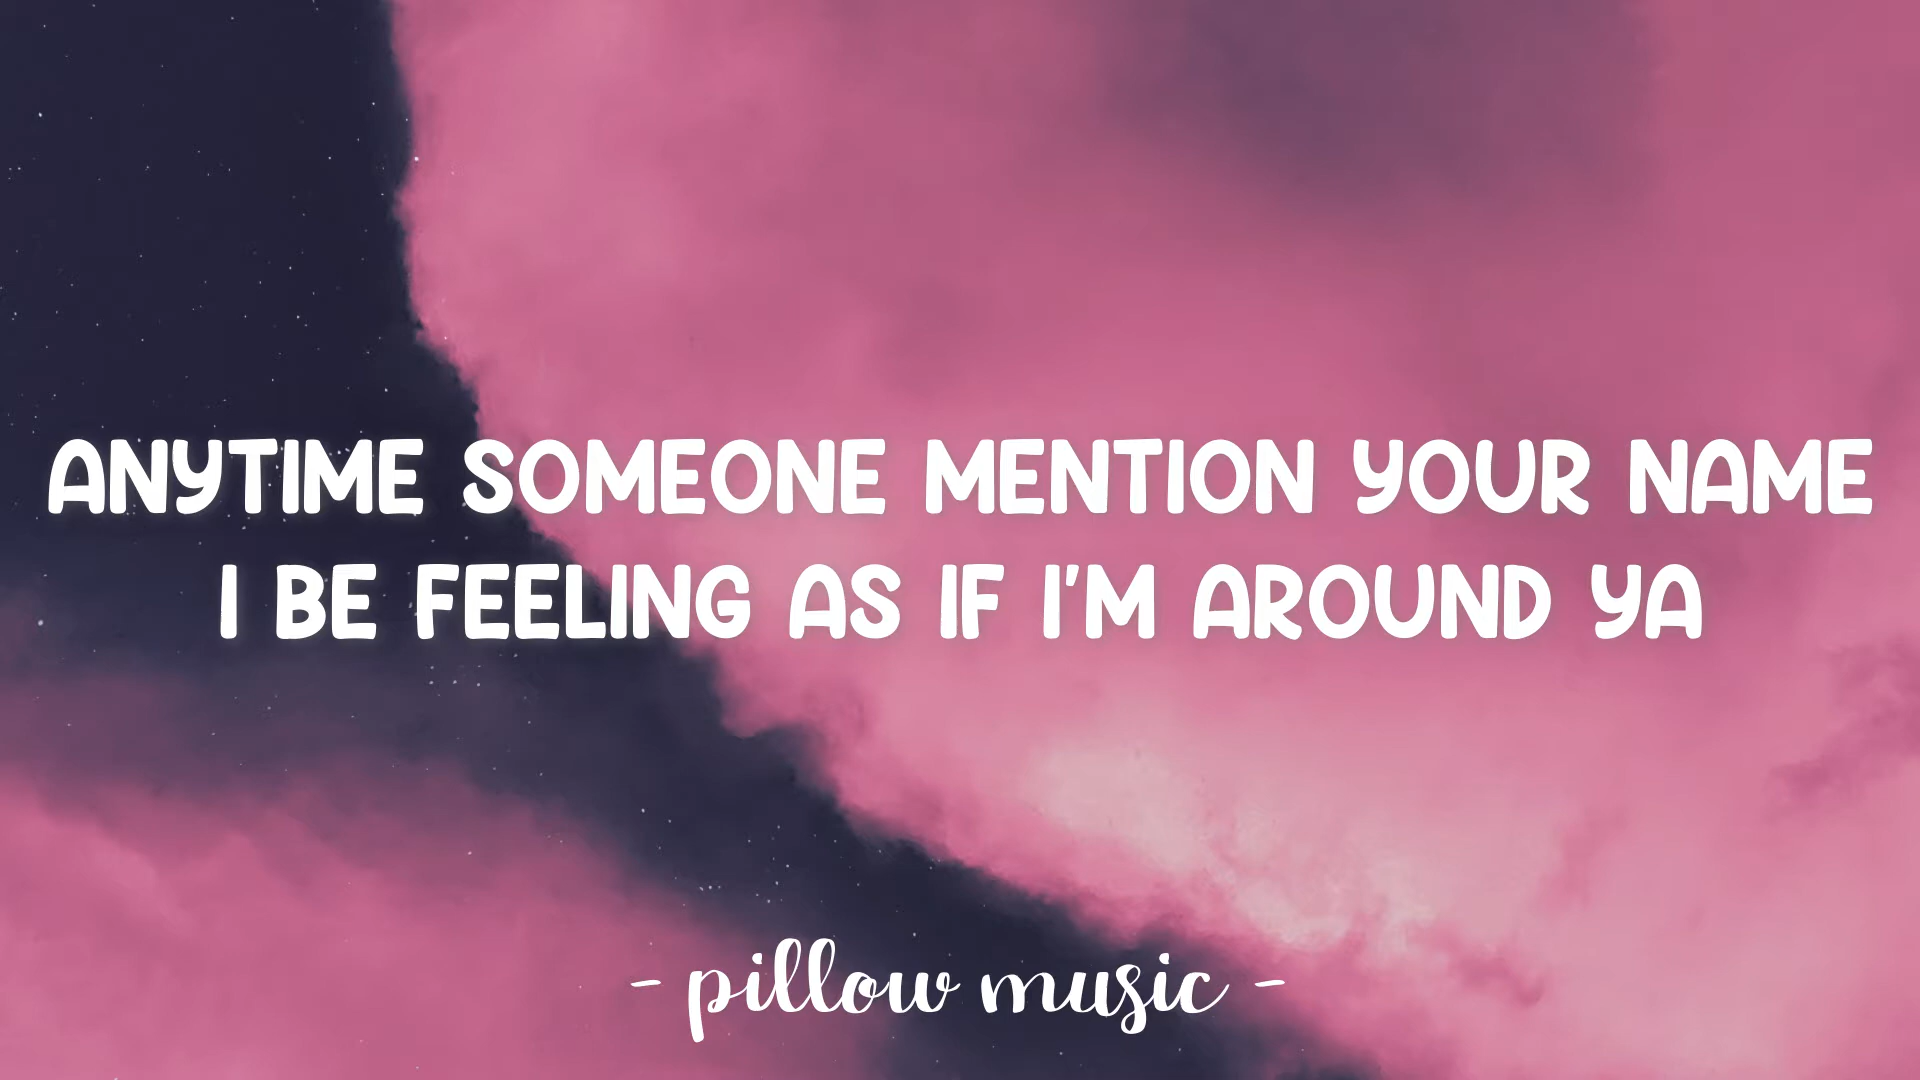 ANYTIME SOMEONE MENTION YOUR NAME
I BE FEELING AS IF I'M AROUND YA
- pillow music -